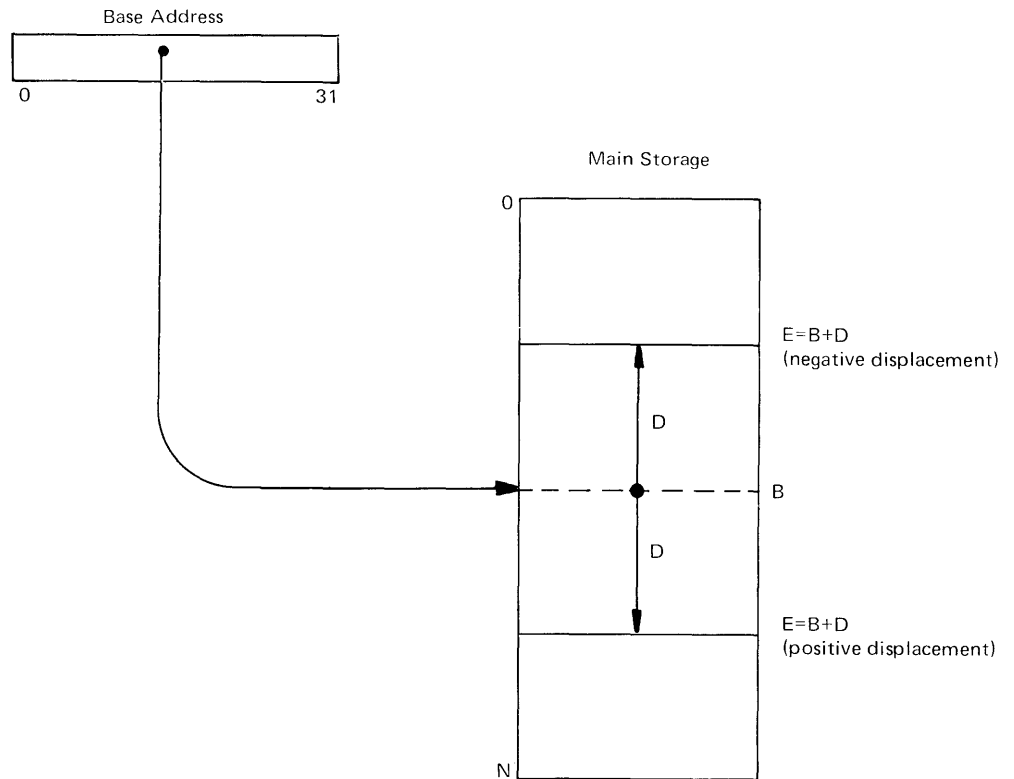 Base Address
0 31
Main Storage
0
E=B+D
(negative displacement)
D
B
D
E=B+D
(positive displacement)
N